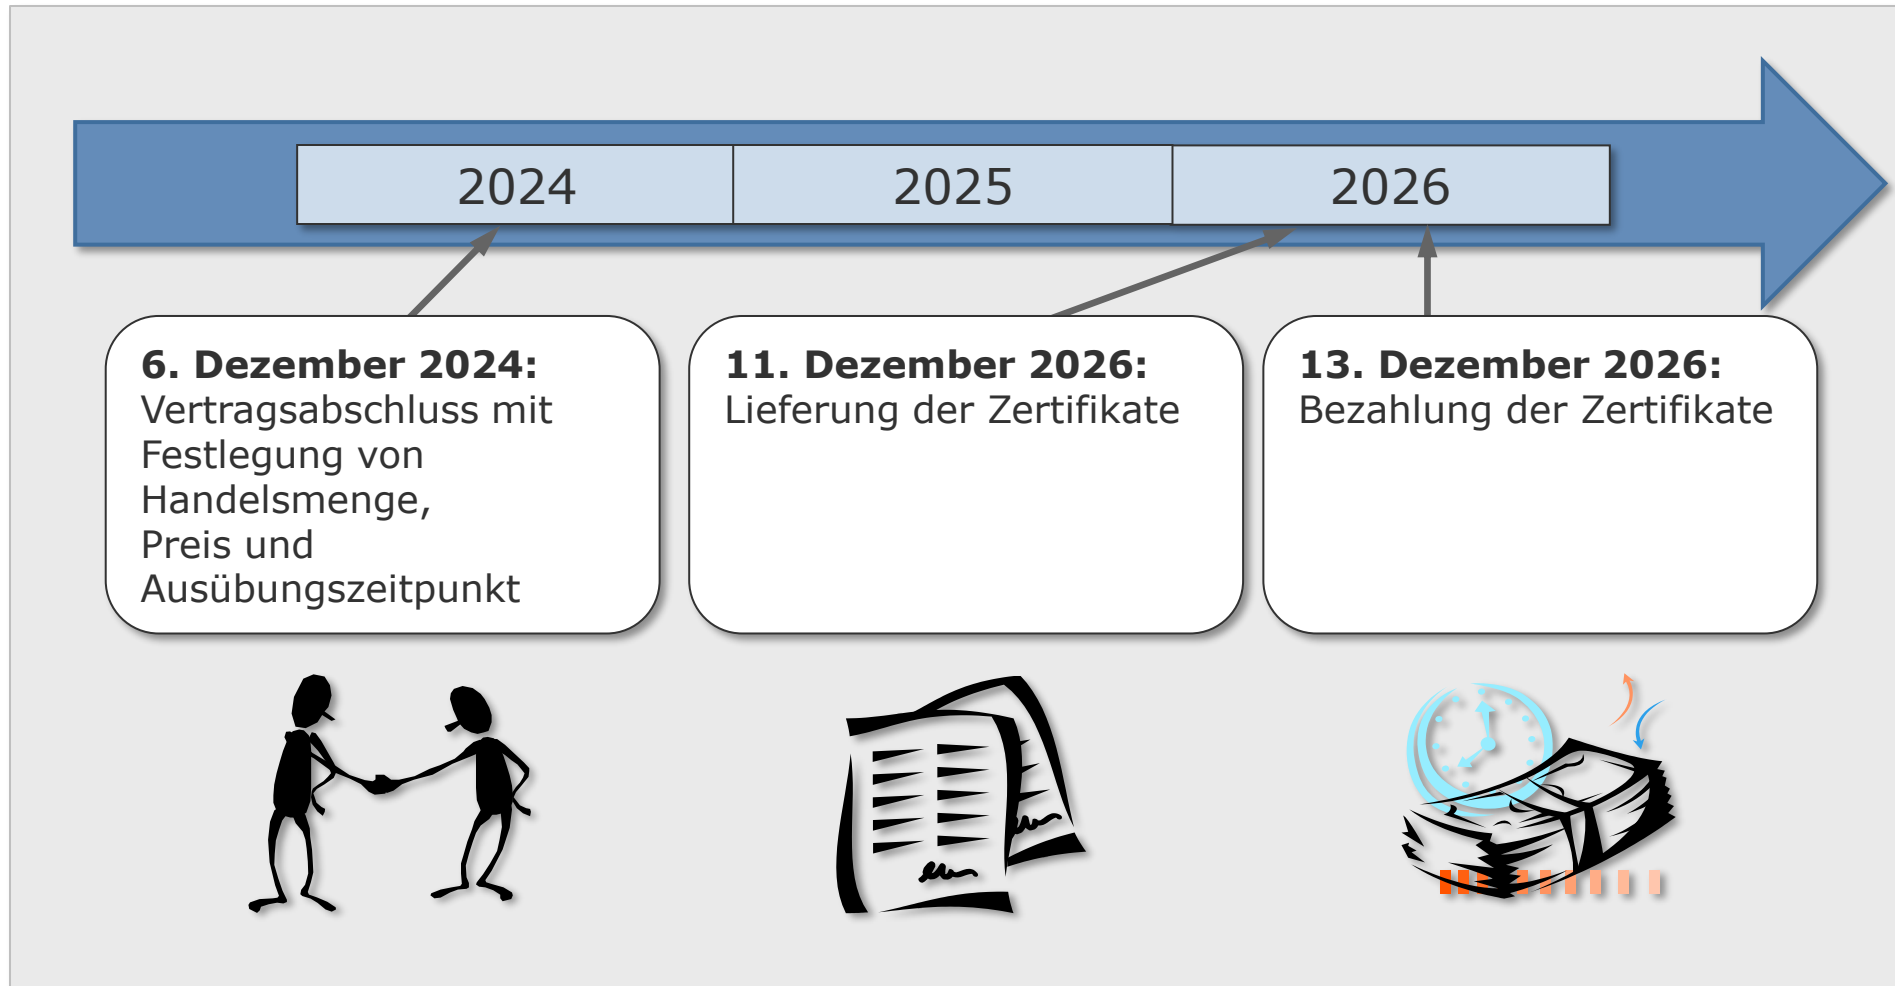 2024
2025
2026
6. Dezember 2024:
Vertragsabschluss mit
Festlegung von
Handelsmenge,
Preis und
Ausübungszeitpunkt
11. Dezember 2026:
Lieferung der Zertifikate
13. Dezember 2026:
Bezahlung der Zertifikate